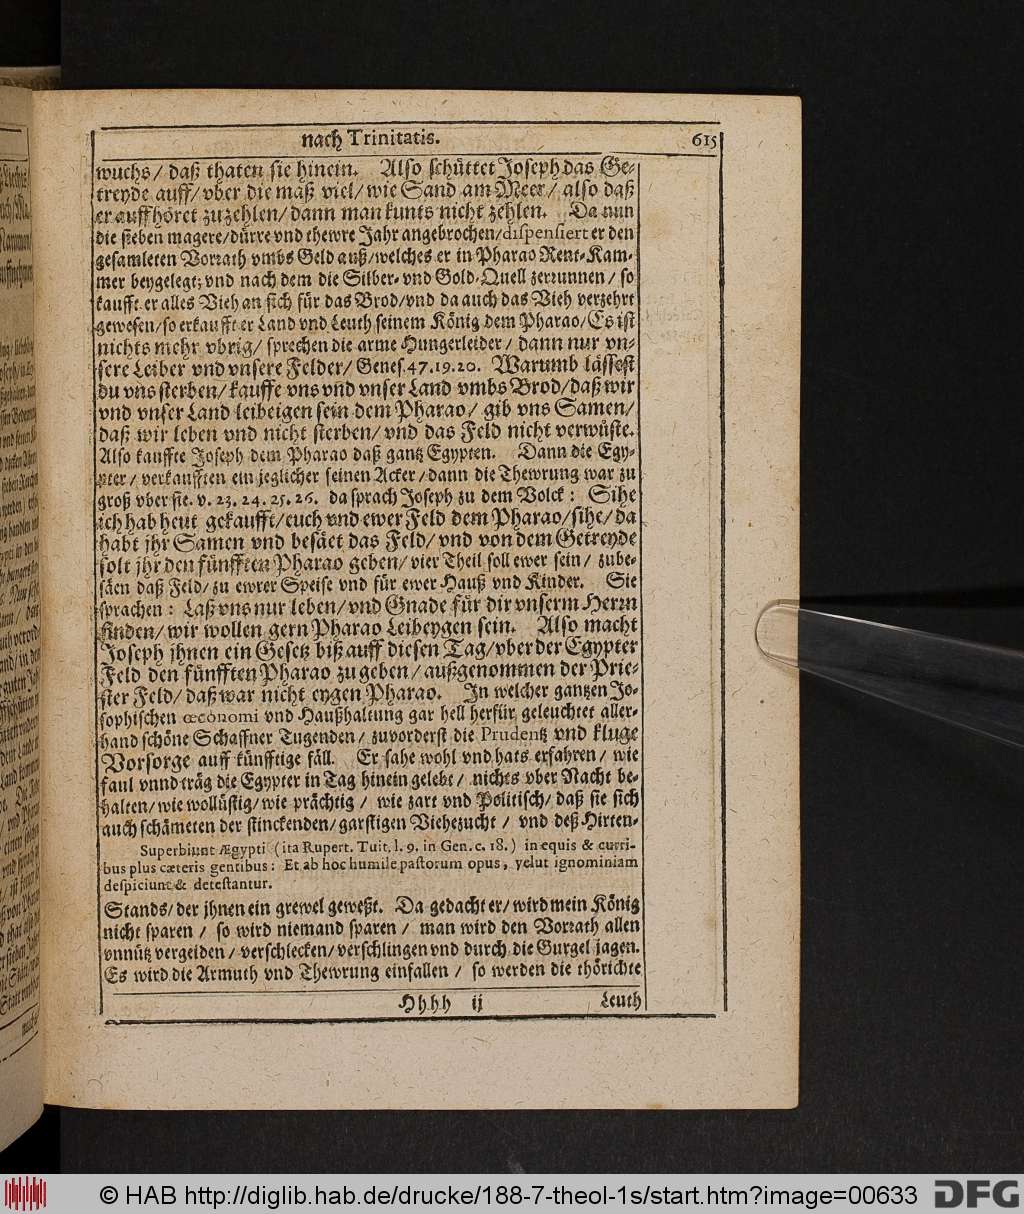 nach Trinitatis. 615
wuchs/ daß thaten sie hinein. Also schüttet Joseph das Ge-
treyde auff/ vber die maß viel/ wie Sand am Meer/ also daß
er auffhöret zuzehlen/ dann man kunts nicht zehlen. Da nun
die sieben magere/ dürre vnd thewre Jahr angebrochen/ dispensiert er den
gesamleten Vorrath vmbs Geld auß/ welches er in Pharao Rent-Kam-
mer beygelegt; vnd nach dem die Silber- vnd Gold-Quell zerrunnen/ so
kaufft er alles Vieh an sich für das Brod/ vnd da auch das Vieh verzehrt
gewesen/ so erkaufft er Land vnd Leuth seinem König dem Pharao/ Es ist
nichts mehr vbrig/ sprechen die arme Hungerleider/ dann nur vn-
sere Leiber vnd vnsere Felder/ Genes. 47. 19. 20. Warumb lässest
du vns sterben/ kauffe vns vnd vnser Land vmbs Brod/ daß wir
vnd vnser Land leibeigen sein dem Pharao/ gib vns Samen/
daß wir leben vnd nicht sterben/ vnd das Feld nicht verwüste.
Also kauffte Joseph dem Pharao daß gantz Egypten. Dann die Egy-
pter/ verkaufften ein jeglicher seinen Acker/ dann die Thewrung war zu
groß vber sie. v. 23. 24. 25. 26. da sprach Joseph zu dem Volck: Sihe
ich hab heut gekaufft/ euch vnd ewer Feld dem Pharao/ sihe/ da
habt jhr Samen vnd besäet das Feld/ vnd von dem Getreyde
solt jhr den fünfften Pharao geben/ vier Theil soll ewer sein/ zube-
säen daß Feld/ zu ewrer Speise vnd für ewer Hauß vnd Kinder. Sie
sprachen: Laß vns nur leben/ vnd Gnade für dir vnserm Herrn
finden/ wir wollen gern Pharao Leibeygen sein. Also macht
Joseph jhnen ein Gesetz biß auff diesen Tag/ vber der Egypter
Feld den fünfften Pharao zugeben/ außgenommen der Prie-
ster Feld/ daß war nicht eygen Pharao. In welcher gantzen Jo-
sophischen œconomi vnd Haußhaltung gar hell herfür geleuchtet aller-
hand schöne Schaffner Tugenden/ zuvorderst die Prudentz vnd kluge
Vorsorge auff künfftige fäll. Er sahe wohl vnd hats erfahren/ wie
faul vnnd träg die Egypter in Tag hinein gelebt/ nichts vber Nacht be-
halten/ wie wollüstig/ wie prächtig/ wie zart vnd Politisch/ daß sie sich
auch schämeten der stinckenden/ garstigen Viehezucht/ vnd deß Hirten-
Superbiunt Ægypti (ita Rupert. Tuit. l. 9. in Gen. c. 18.) in equis & curri-
bus plus cæteris gentibus: Et ab hoc humile pastorum opus, velut ignominiam
despiciunt & detestantur.
Stands/ der jhnen ein grewel geweßt. Da gedacht er/ wird mein König
nicht sparen/ so wird niemand sparen/ man wird den Vorrath allen
vnnütz vergeiden/ verschlecken/ verschlingen vnd durch die Gurgel jagen.
Es wird die Armuth vnd Thewrung einfallen/ so werden die thörichte
Hhhh ij Leuth
© HAB http://diglib.hab.de/drucke/188-7-theol-1s/start.htm?image=00633
DFG